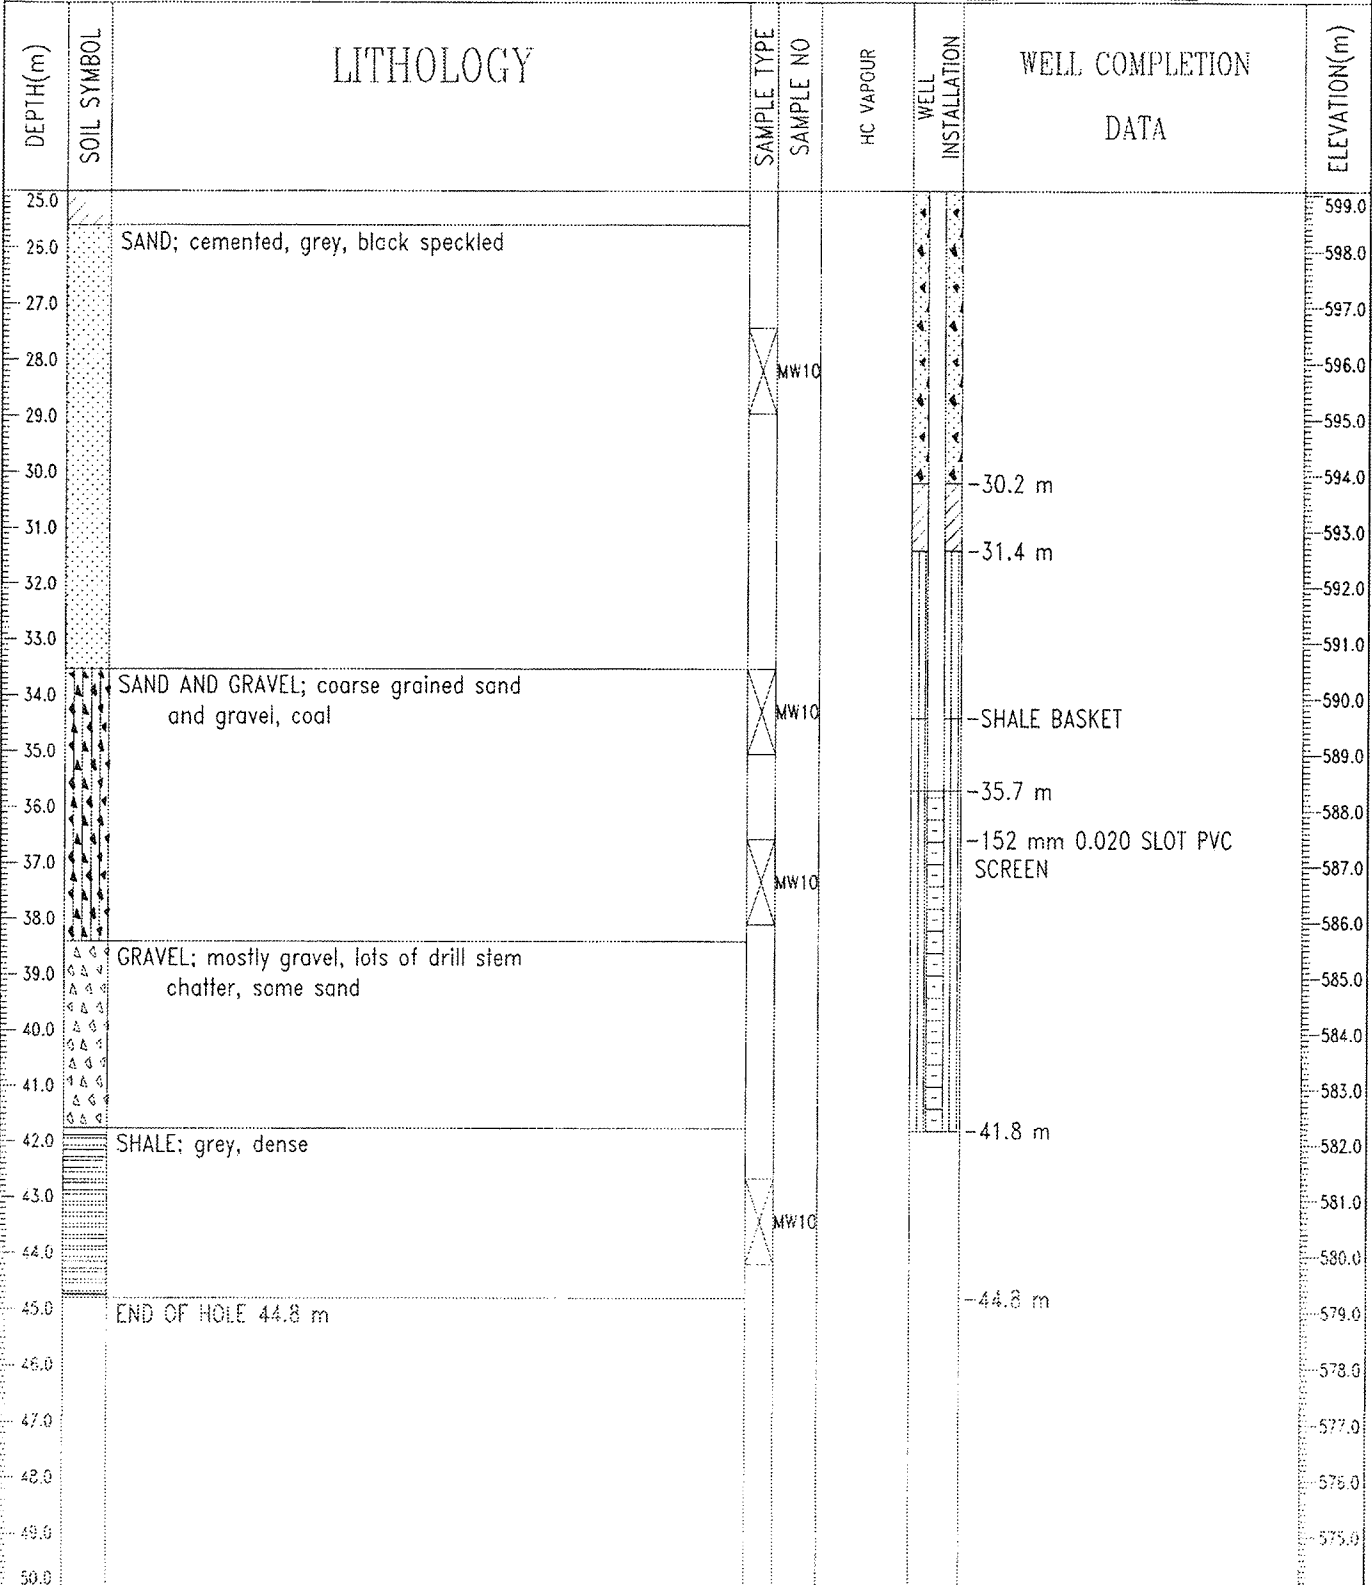 DEPTH(m)
SOIL SYMBOL
LITHOLOGY
SAMPLE TYPE
SAMPLE NO
HC VAPOUR
WELL
INSTALLATION
WELL COMPLETION
DATA
ELEVATION(m)
25.0
599.0
SAND; cemented, grey, black speckled
26.0
598.0
27.0
597.0
28.0
596.0
MW10
29.0
595.0
30.0
594.0
-30.2 m
31.0
593.0
-31.4 m
32.0
592.0
33.0
591.0
SAND AND GRAVEL; coarse grained sand
34.0
590.0
and gravel, coal
MW10
-SHALE BASKET
35.0
589.0
-35.7 m
36.0
588.0
-152 mm 0.020 SLOT PVC
37.0
587.0
SCREEN
MW10
38.0
586.0
GRAVEL; mostly gravel, lots of drill stem
39.0
585.0
chatter, some sand
40.0
584.0
41.0
583.0
-41.8 m
42.0
582.0
SHALE; grey, dense
43.0
581.0
MW10
44.0
580.0
-44.8 m
45.0
579.0
END OF HOLE 44.8 m
46.0
578.0
47.0
577.0
48.0
576.0
49.0
575.0
50.0